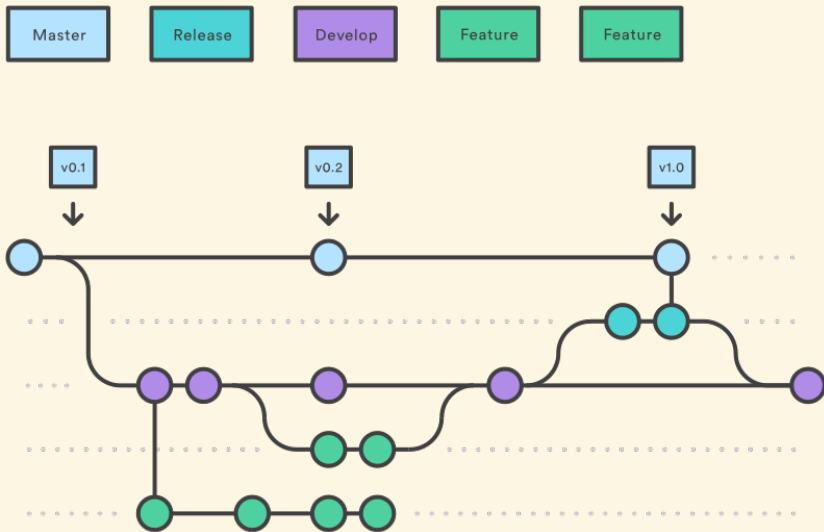 Master
Release
Develop
Feature
Feature
v0.1
v0.2
v1.0